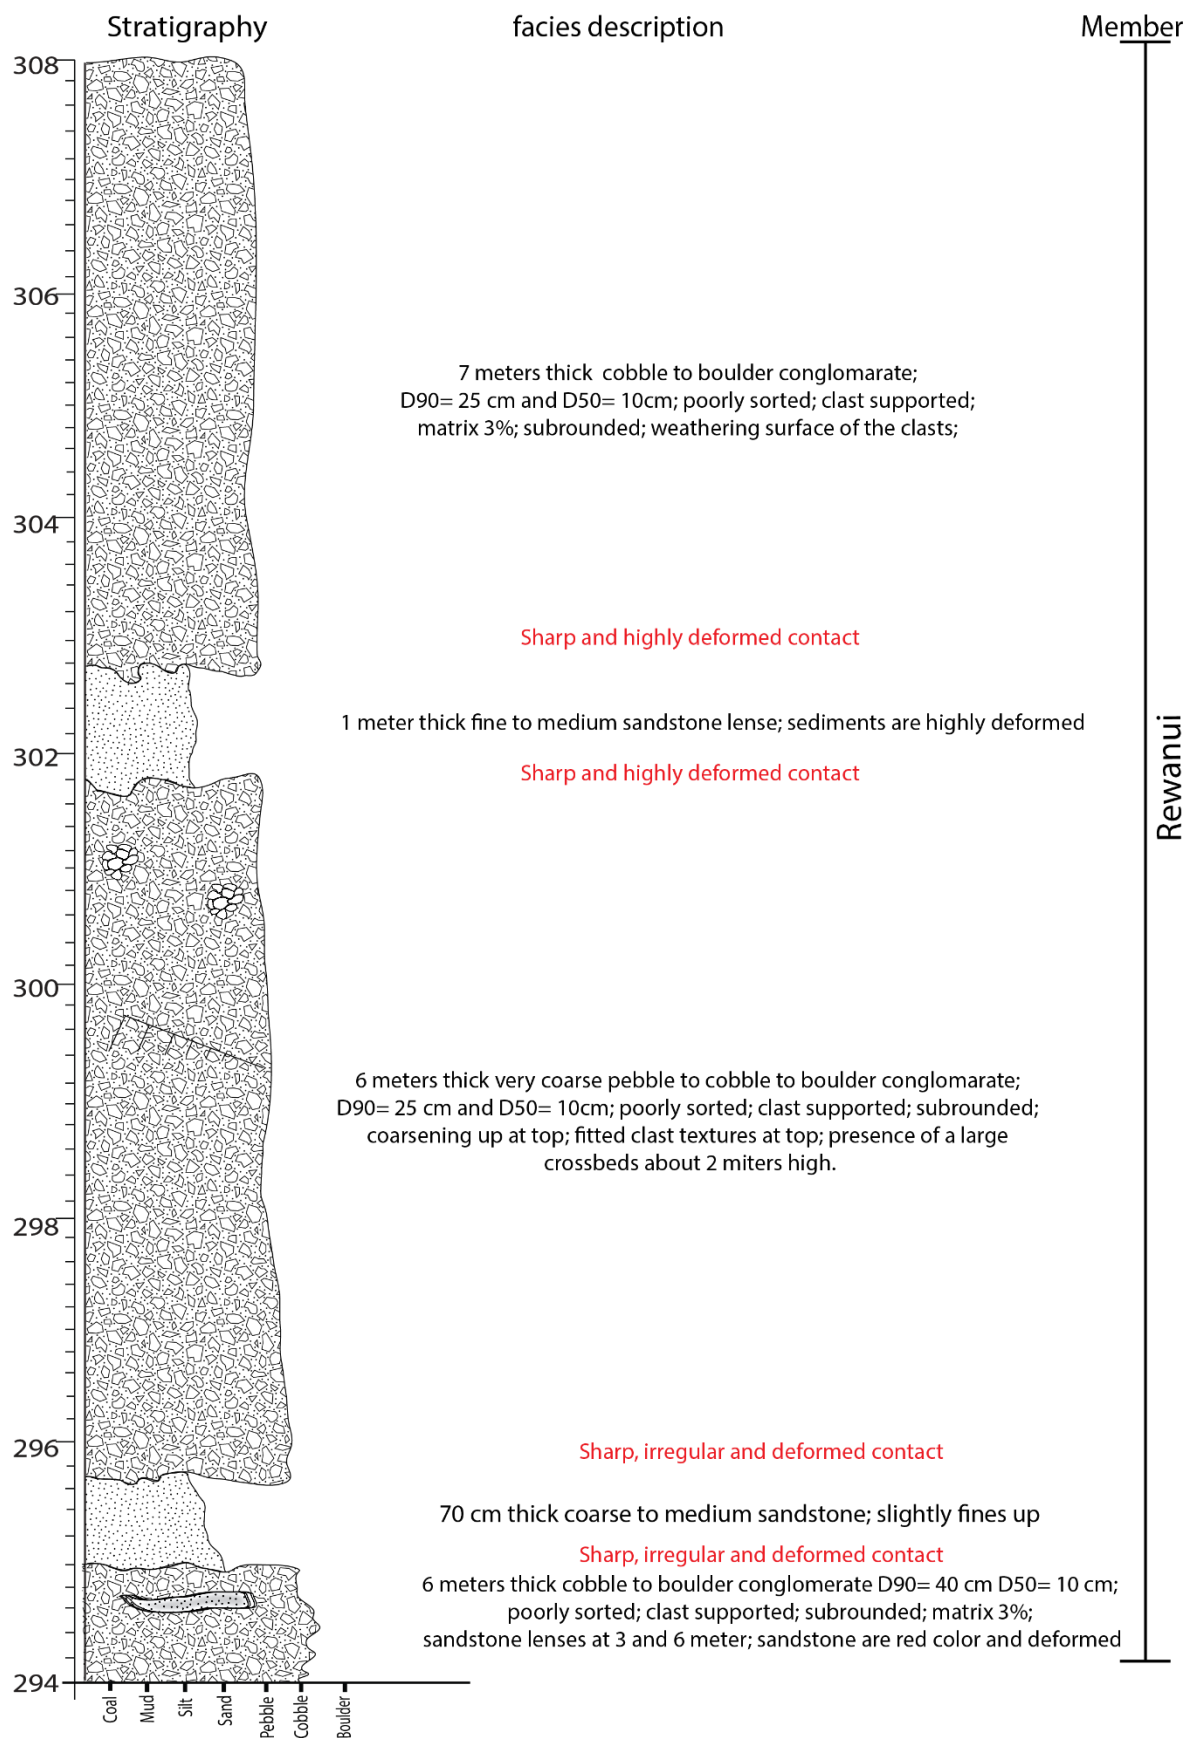 Stratigraphy facies description Member
308
306
7 meters thick cobble to boulder conglomarate;
D90= 25 cm and D50= 10cm; poorly sorted; clast supported;
matrix 3%; subrounded; weathering surface of the clasts;
304
Sharp and highly deformed contact
1 meter thick fine to medium sandstone lense; sediments are highly deformed
302
Sharp and highly deformed contact
Rewanui
300
6 meters thick very coarse pebble to cobble to boulder conglomarate;
D90= 25 cm and D50= 10cm; poorly sorted; clast supported; subrounded;
coarsening up at top; fitted clast textures at top; presence of a large
crossbeds about 2 miters high.
298
296
Sharp, irregular and deformed contact
70 cm thick coarse to medium sandstone; slightly fines up
Sharp, irregular and deformed contact
6 meters thick cobble to boulder conglomerate D90= 40 cm D50= 10 cm;
poorly sorted; clast supported; subrounded; matrix 3%;
sandstone lenses at 3 and 6 meter; sandstone are red color and deformed
294
Coal
Mud
Silt
Sand
Pebble
Cobble
Boulder